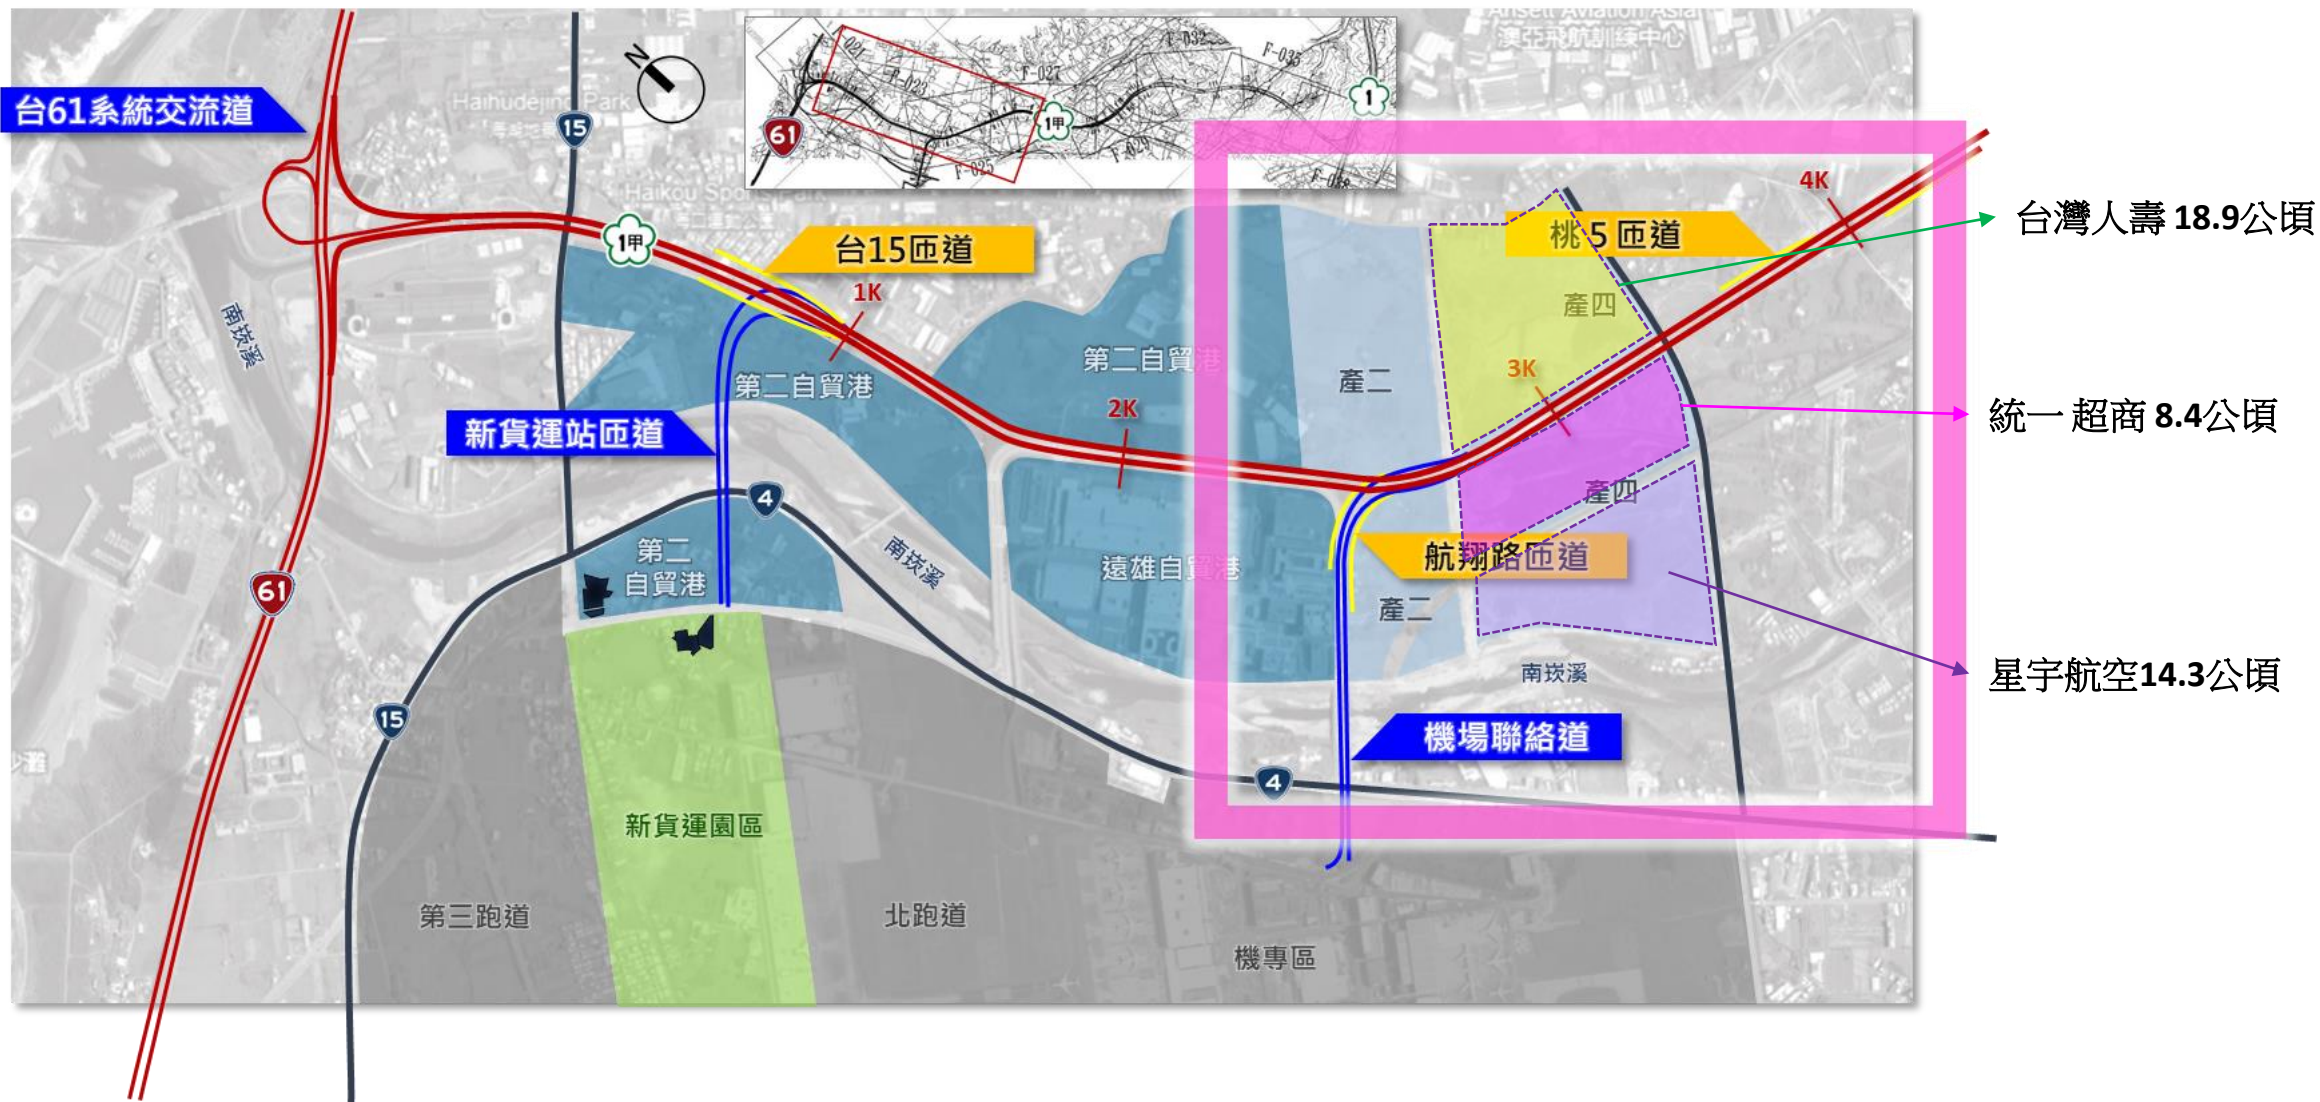 Ansett Aviation Asia
澳亞飛航訓練中心
N
F-021
F-023
F-027
F-032
F-035
F-025
F-029
F-038
61
1甲
1
台61系統交流道
15
Haihudejing Park
Haikou Sports Park
1甲
台15匝道
1K
4K
桃5匝道
台灣人壽 18.9公頃
產四
南崁溪
第二自貿港
第二自貿港
產二
3K
2K
統一超商 8.4公頃
新貨運站匝道
4
產四
第二
自貿港
南崁溪
遠雄自貿港
航翔路匝道
61
產二
南崁溪
星宇航空14.3公頃
15
機場聯絡道
4
新貨運園區
第三跑道
北跑道
機專區